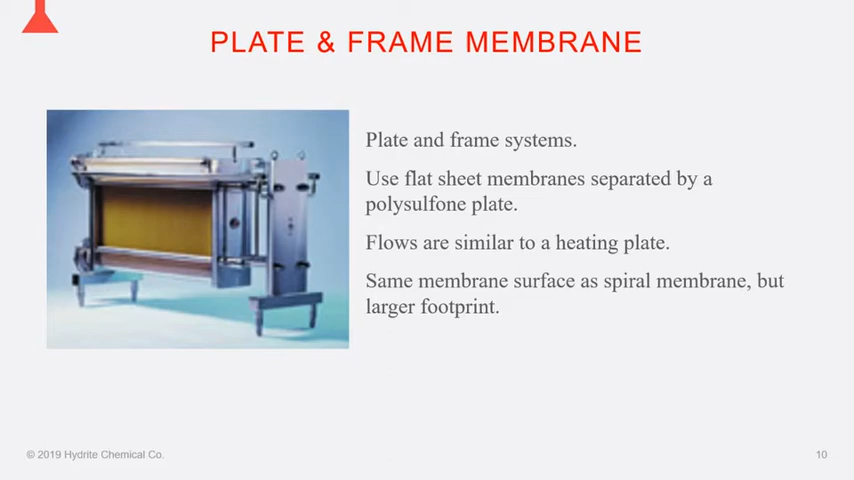 PLATE & FRAME MEMBRANE
Plate and frame systems.
Use flat sheet membranes separated by a
polysulfone plate.
Flows are similar to a heating plate.
Same membrane surface as spiral membrane, but
larger footprint.
© 2019 Hydrite Chemical Co.
10